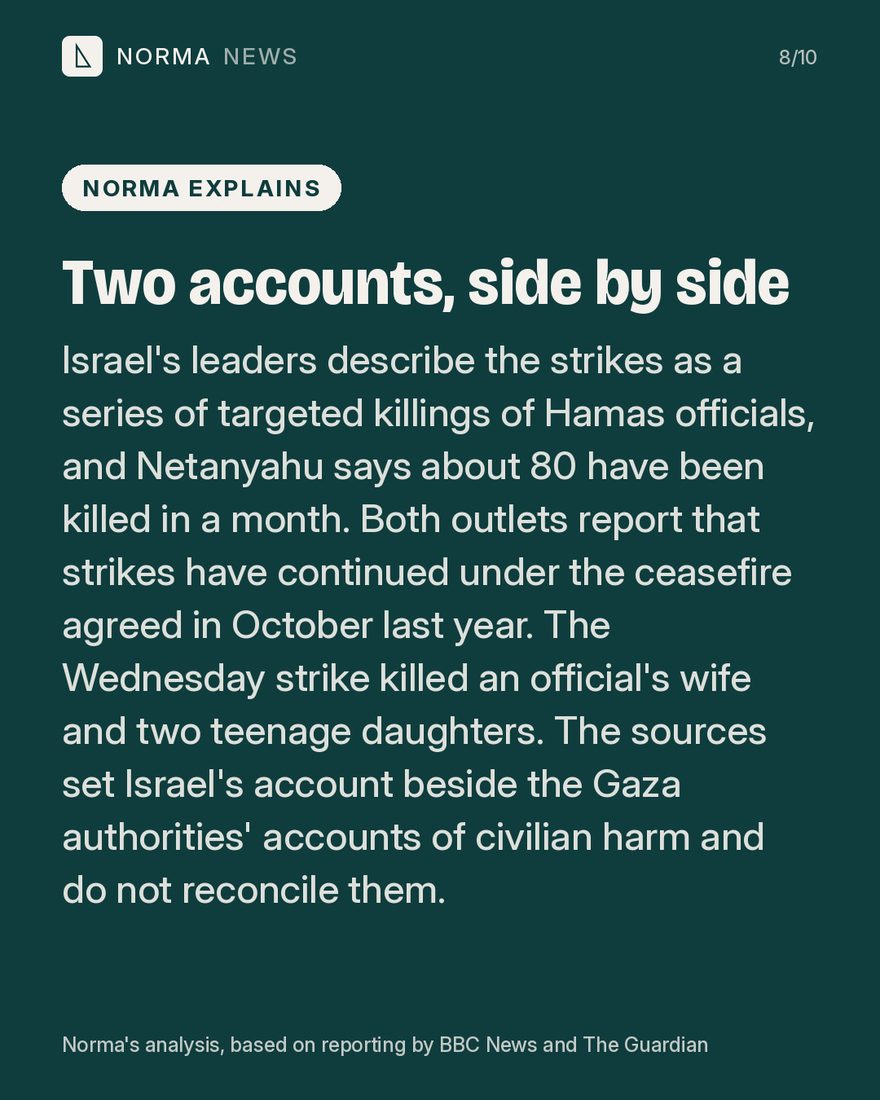 NORMA NEWS
8/10
NORMA EXPLAINS
Two accounts, side by side
Israel's leaders describe the strikes as a
series of targeted killings of Hamas officials,
and Netanyahu says about 80 have been
killed in a month. Both outlets report that
strikes have continued under the ceasefire
agreed in October last year. The
Wednesday strike killed an official's wife
and two teenage daughters. The sources
set Israel's account beside the Gaza
authorities' accounts of civilian harm and
do not reconcile them.
Norma's analysis, based on reporting by BBC News and The Guardian